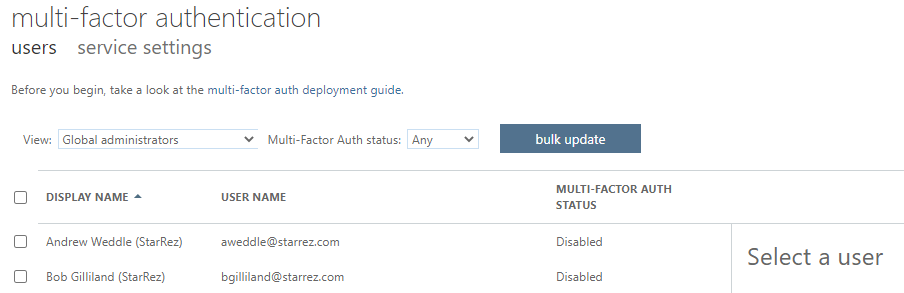 multi-factor authentication
users service settings
Before you begin, take a look at the multi-factor auth deployment guide.
View: Global administrators Multi-Factor Auth status: Any bulk update
DISPLAY NAME USER NAME MULTI-FACTOR AUTH STATUS
Andrew Weddle (StarRez) aweddle@starrez.com Disabled
Select a user
Bob Gilliland (StarRez) bgilliland@starrez.com Disabled